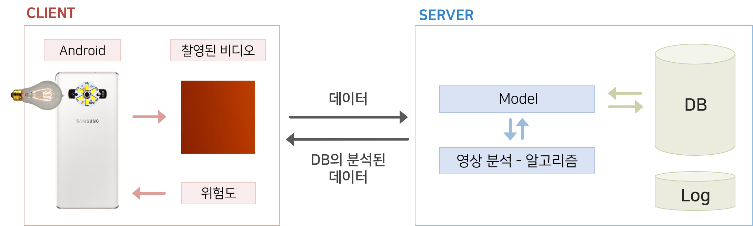 CLIENT
Android
촬영된 비디오
SAMSUNG
위험도
데이터
DB의 분석된
데이터
SERVER
Model
영상 분석 - 알고리즘
DB
Log